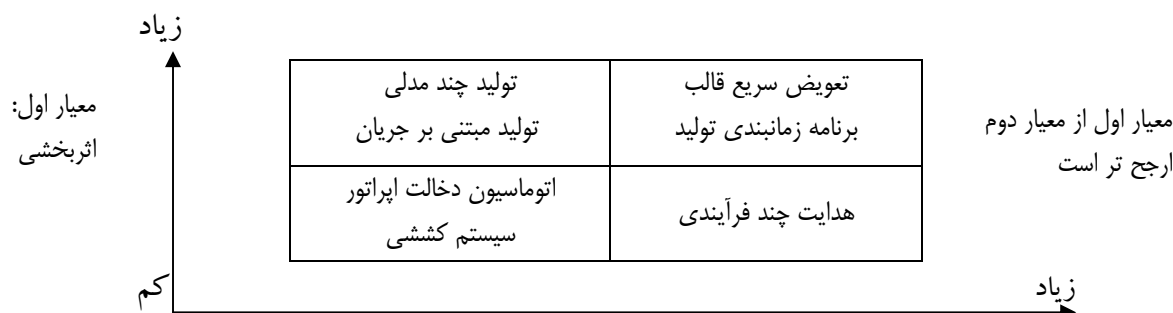 زیاد
معیار اول:
اثربخشی
تولید چند مدلی
تولید مبتنی بر جریان
تعویض سریع قالب
برنامه زمانبندی تولید
معیار اول از معیار دوم
ارجح تر است
اتوماسیون دخالت اپراتور
سیستم کششی
هدایت چند فرآیندی
کم
زیاد